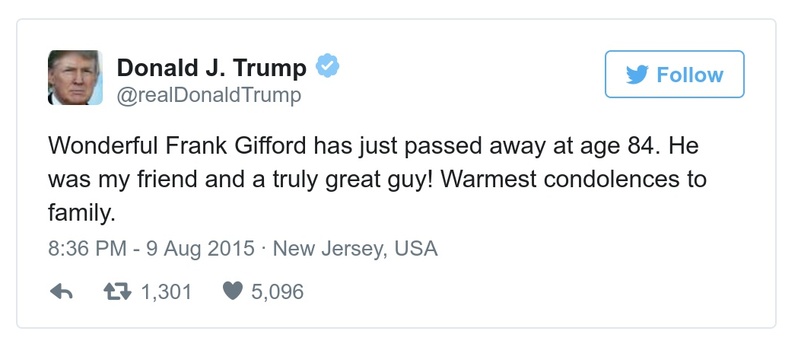 Donald J. Trump
@realDonaldTrump
Follow
Wonderful Frank Gifford has just passed away at age 84. He
was my friend and a truly great guy! Warmest condolences to
family.
8:36 PM - 9 Aug 2015 · New Jersey, USA
1,301 5,096